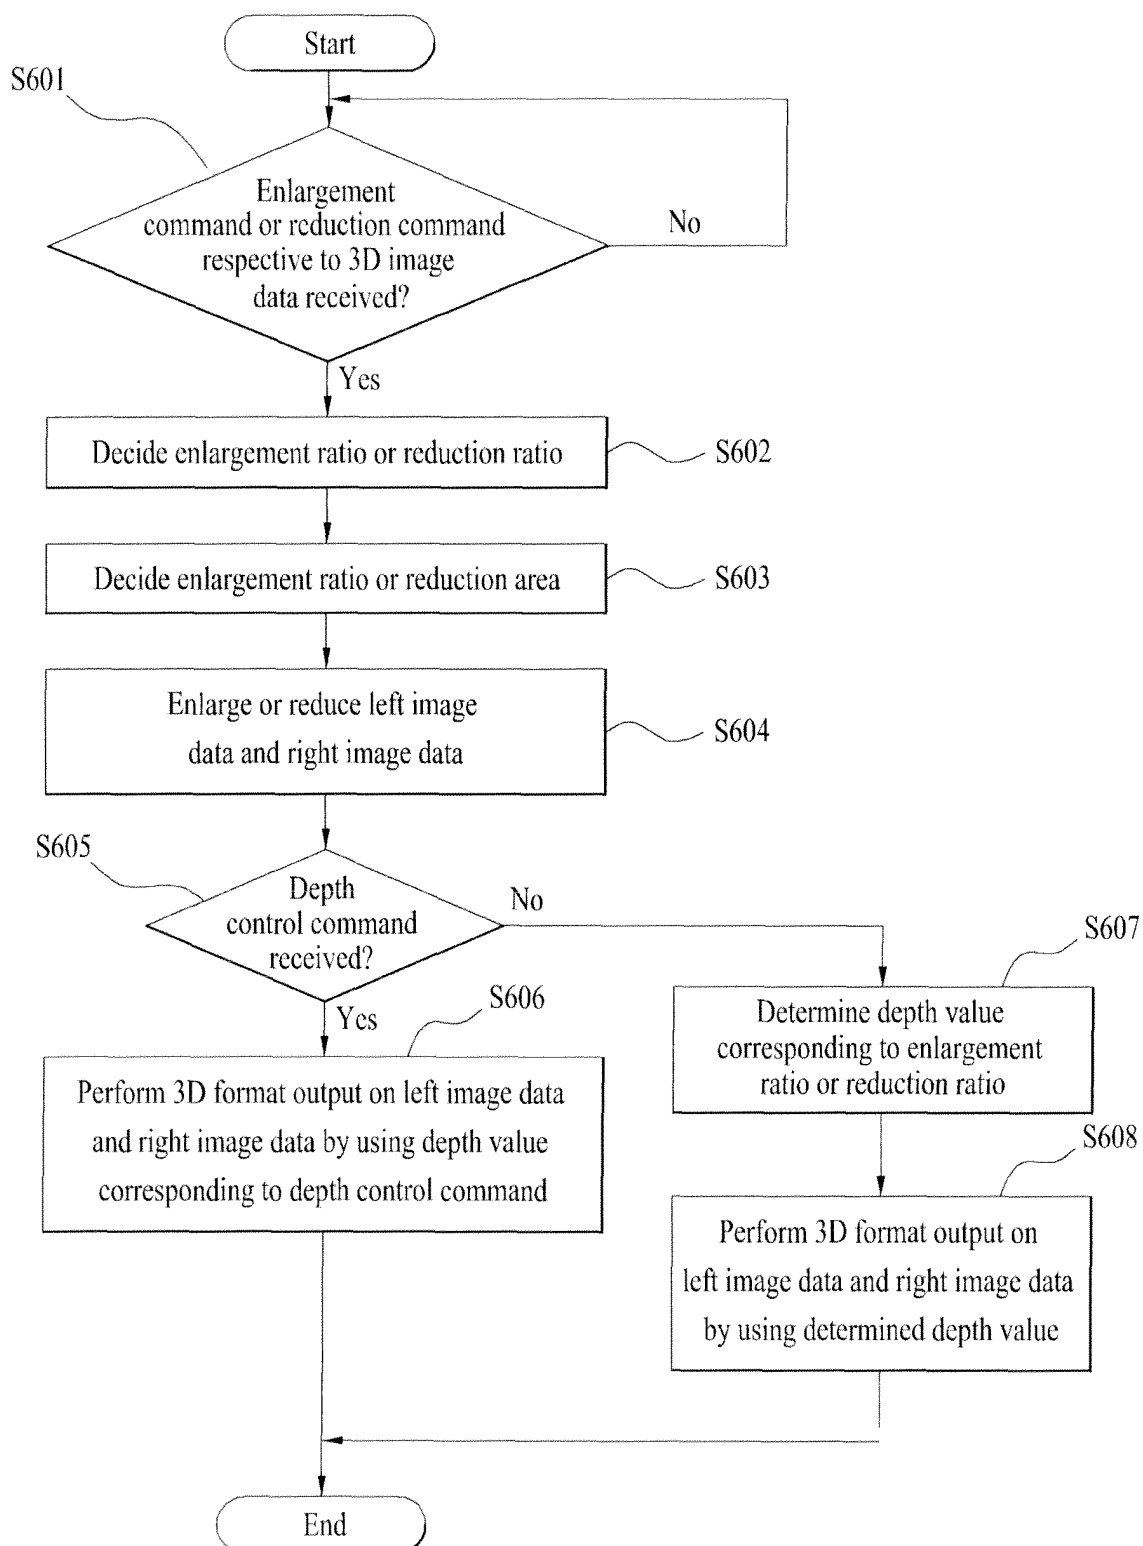 Start
S601
Enlargement
command or reduction command
respective to 3D image
data received?
No
Yes
Decide enlargement ratio or reduction ratio
S602
Decide enlargement ratio or reduction area
S603
Enlarge or reduce left image
data and right image data
S604
S605
Depth
control command
received?
No
Yes
S606
Perform 3D format output on left image data
and right image data by using depth value
corresponding to depth control command
S607
Determine depth value
corresponding to enlargement
ratio or reduction ratio
S608
Perform 3D format output on
left image data and right image data
by using determined depth value
End